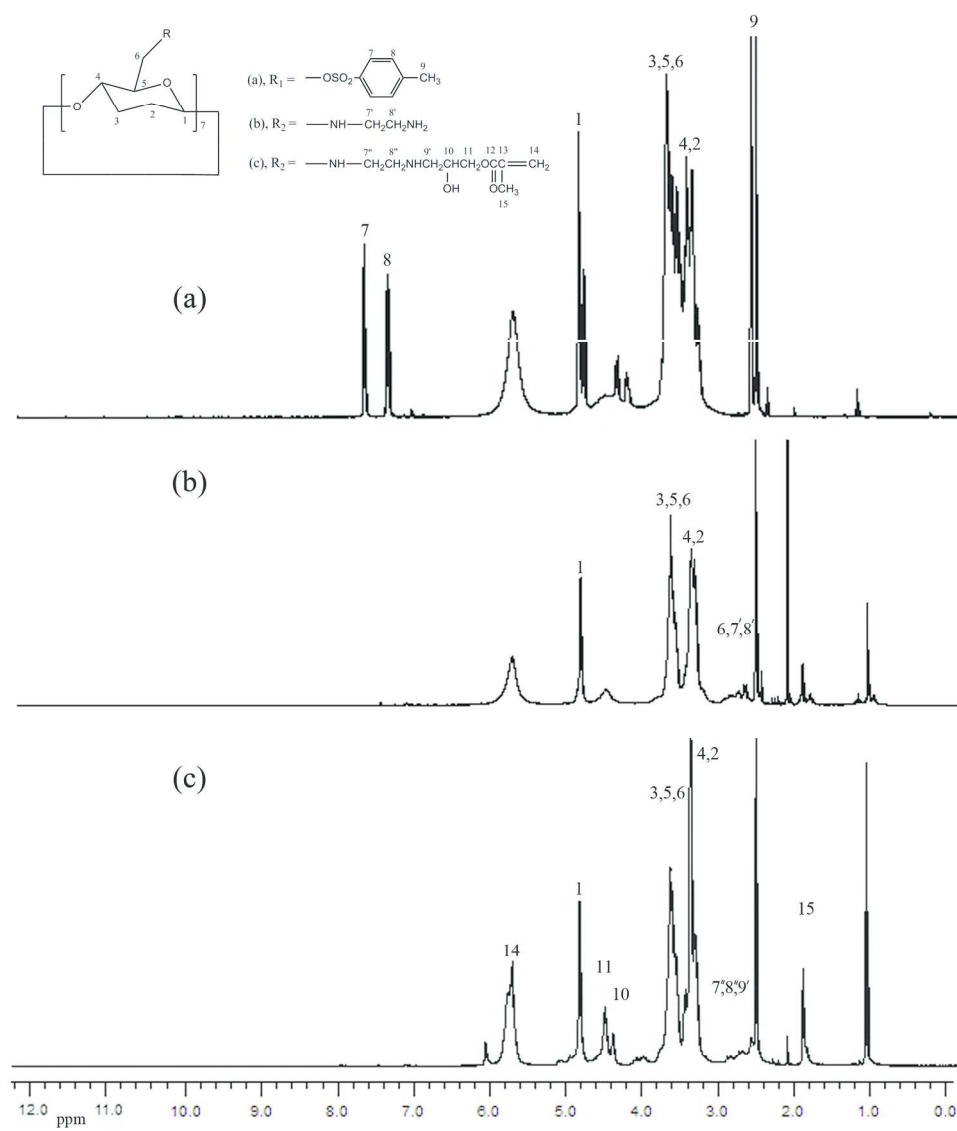 9
R
6
4
5
O
O
3
2
1
7
(a), R1 = OSO2 7 8 9 CH3
7' 8'
(b), R2 = NH CH2CH2NH2
7'' 8'' 9' 10 11 12 13 14
(c), R2 = NH CH2CH2NHCH2CHCH2OCC CH2
OH OCH3
15
3,5,6
1
4,2
7
8
(a)
(b)
3,5,6
4,2
1
6,7',8'
(c)
4,2
3,5,6
1
15
14
11
10
7''8''9'
12.0 11.0 10.0 9.0 8.0 7.0 6.0 5.0 4.0 3.0 2.0 1.0 0.0
ppm